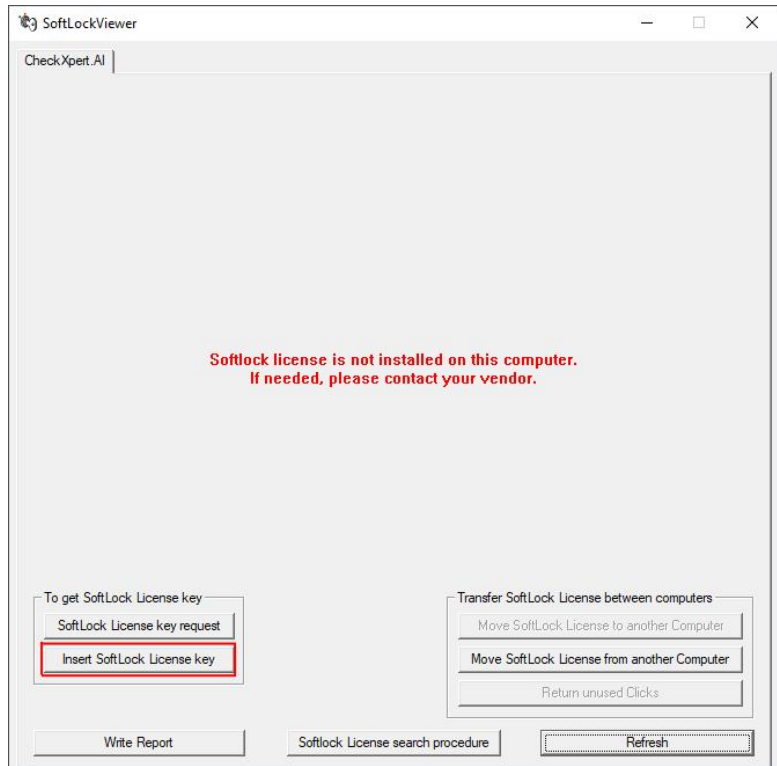 SoftLockViewer
CheckXpert.AI
Softlock license is not installed on this computer.
If needed, please contact your vendor.
To get SoftLock License key
SoftLock License key request
Insert SoftLock License key
Transfer SoftLock License between computers
Move SoftLock License to another Computer
Move SoftLock License from another Computer
Return unused Clicks
Write Report
Softlock License search procedure
Refresh